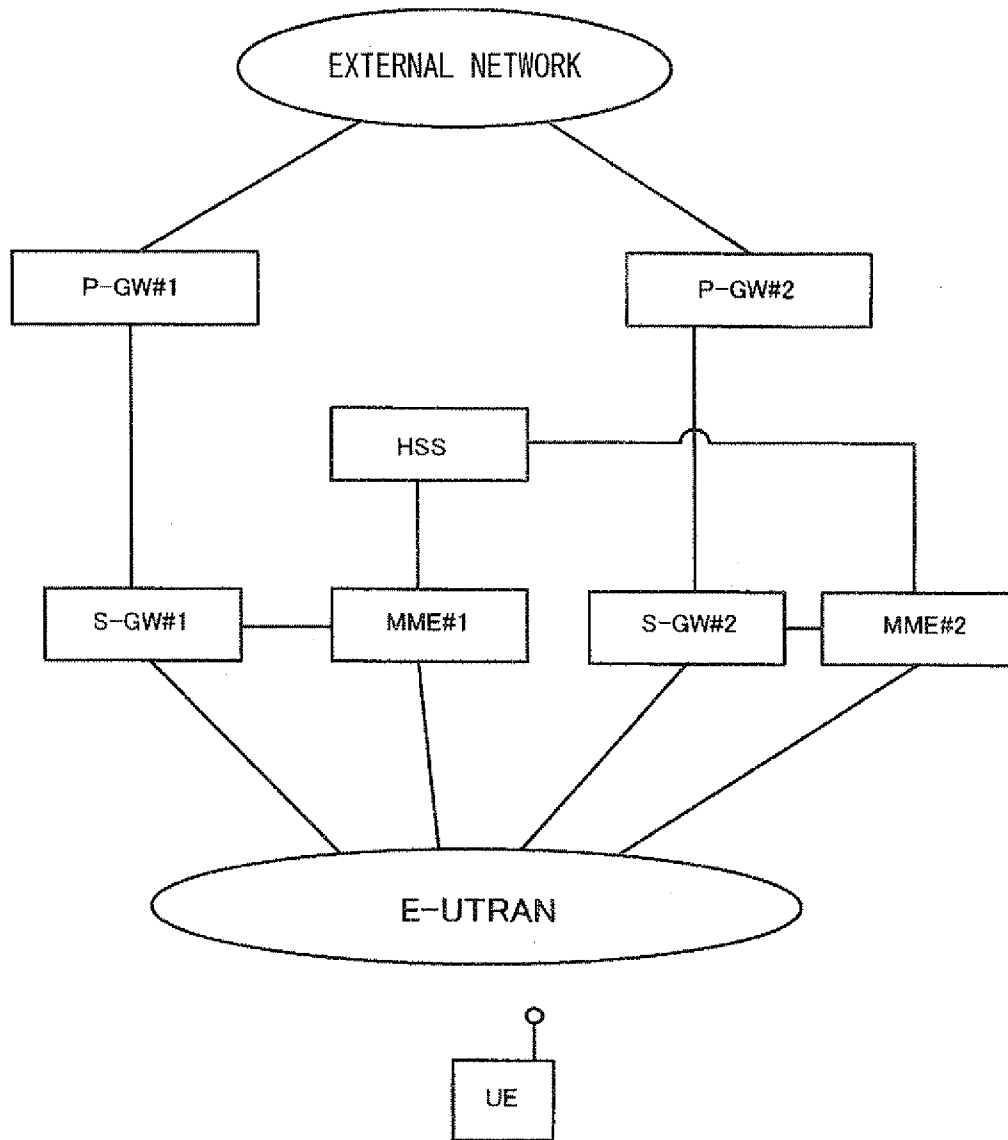 EXTERNAL NETWORK
P-GW#1
P-GW#2
HSS
S-GW#1
MME#1
S-GW#2
MME#2
E-UTRAN
UE